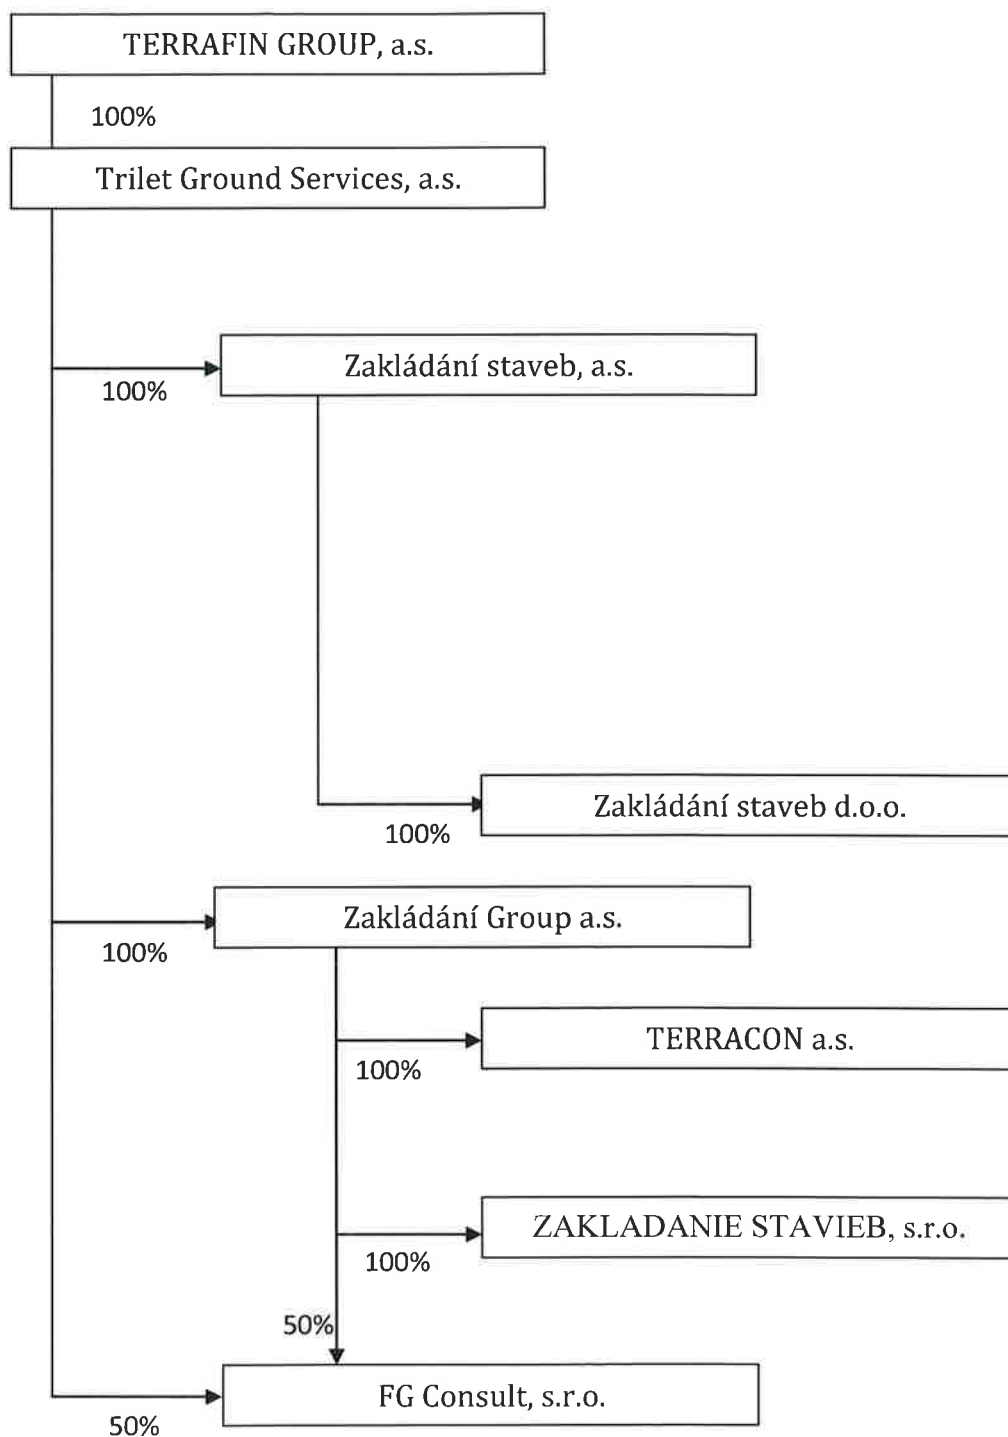 TERRAFIN GROUP, a.s.
100%
Trilet Ground Services, a.s.
Zakládání staveb, a.s.
100%
Zakládání staveb d.o.o.
100%
Zakládání Group a.s.
100%
TERRACON a.s.
100%
ZAKLADANIE STAVIEB, s.r.o.
100%
50%
FG Consult, s.r.o.
50%